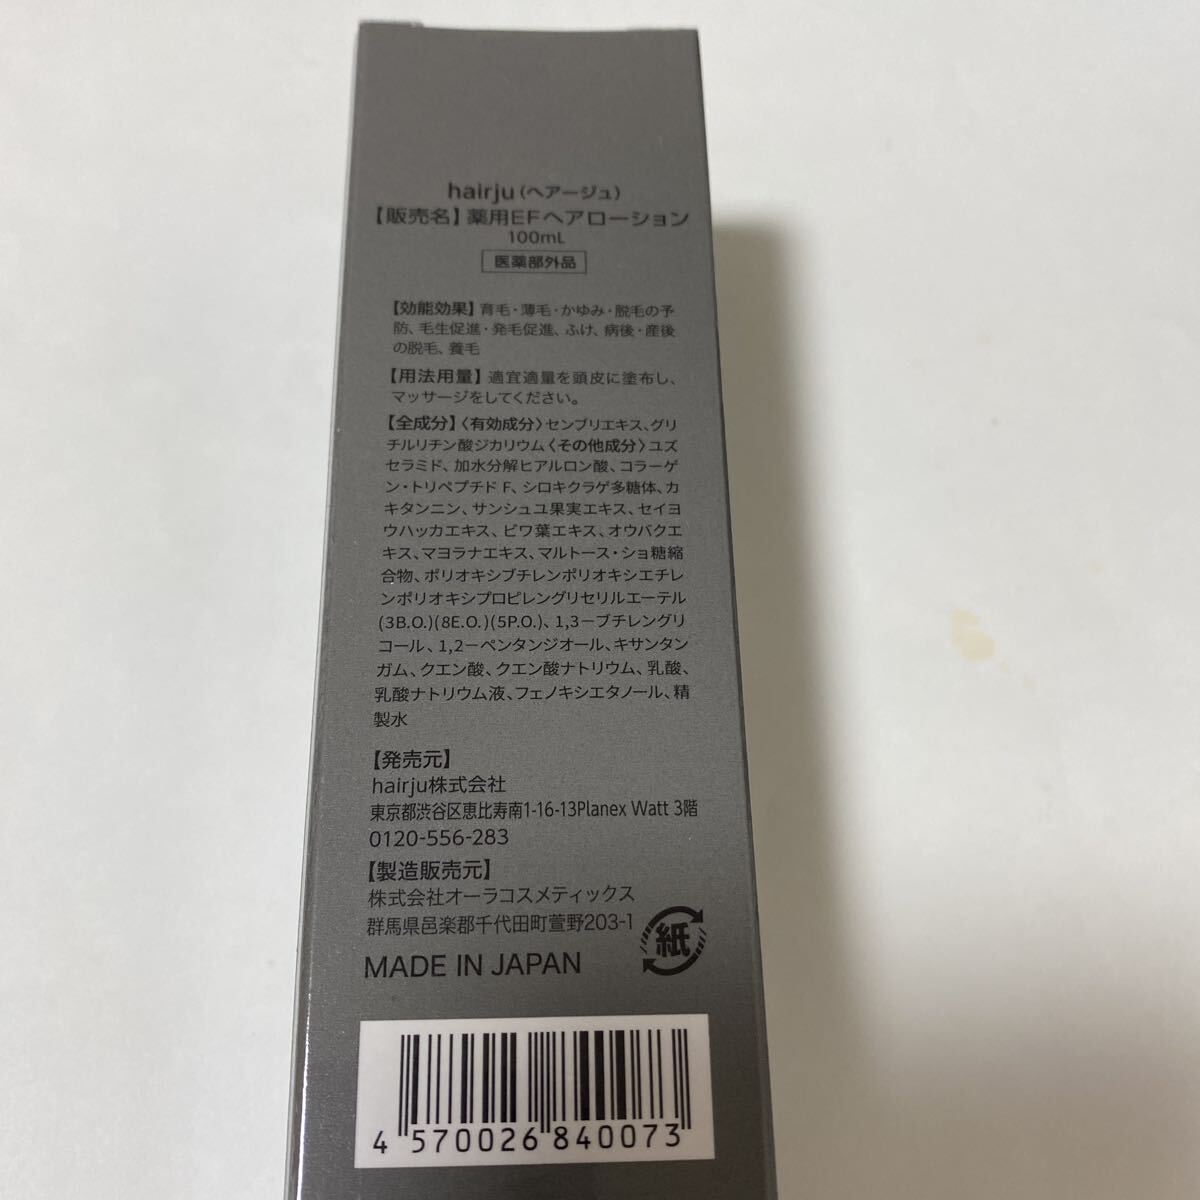 hairju(ヘアージュ)
【販売名】薬用EFヘアローション
100mL
医薬部外品
【効能効果】育毛・薄毛・かゆみ・脱毛の予
防、毛生促進・発毛促進、ふけ、病後・産後
の脱毛、養毛
【用法用量】適宜適量を頭皮に塗布し、
マッサージをしてください。
【全成分】〈有効成分〉センブリエキス、グリ
チルリチン酸ジカリウム〈その他成分〉ユズ
セラミド、加水分解ヒアルロン酸、コラーゲ
ン・トリペプチド F、シロキクラゲ多糖体、カ
キタンニン、サンシュユ果実エキス、セイヨ
ウハッカエキス、ビワ葉エキス、オウバクエ
キス、マヨラナエキス、マルトース・ショ糖縮
合物、ポリオキシブチレンポリオキシエチレ
ンポリオキシプロピレングリセリルエーテル
(3B.O.)(8E.O.)(5P.O.)、1,3－ブチレングリ
コール、1,2－ペンタンジオール、キサンタン
ガム、クエン酸、クエン酸ナトリウム、乳酸、
乳酸ナトリウム液、フェノキシエタノール、精
製水
【発売元】
hairju株式会社
東京都渋谷区恵比寿南1-16-13Planex Watt 3階
0120-556-283
【製造販売元】
株式会社オーラコスメティックス
群馬県邑楽郡千代田町萱野203-1
紙
MADE IN JAPAN
4 570026 840073